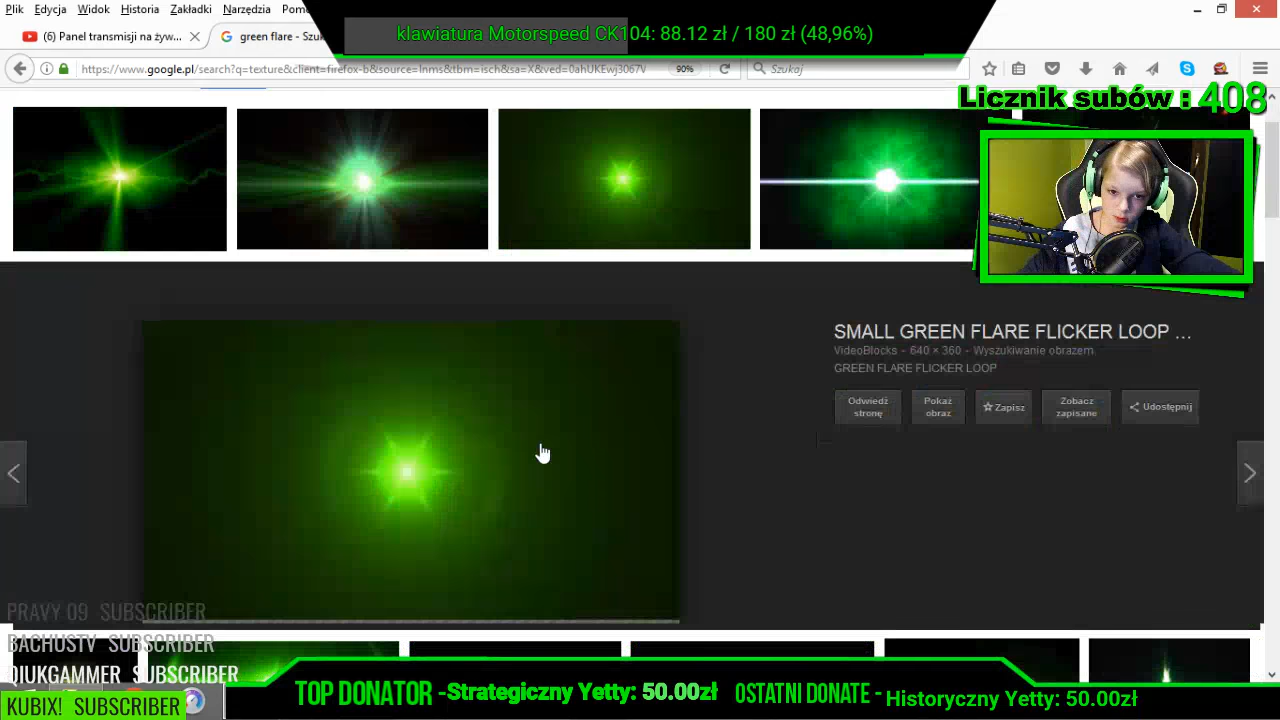 Plik Edycja Widok Historia Zakładki Narzędzia
klawiatura Motorspeed CK104: 88.12 zł / 180 zł (48,96%)
(6) Panel transmisji na żyw...
green flare - Szuk
https://www.google.pl/search?q=texture&client=firefox-b&source=lnms&tbm=isch&sa=X&ved=0ahUKEwj3067V
90%
Szukaj
Licznik subów : 408
SMALL GREEN FLARE FLICKER LOOP ...
VideoBlocks - 640 × 360 - Wyszukiwanie obrazem
GREEN FLARE FLICKER LOOP
Odwiedź stronę
Pokaż obraz
Zapisz
Zobacz zapisane
Udostępnij
PRAVY 09 SUBSCRIBER
BACHUSTV SUBSCRIBER
QIUKGAMMER SUBSCRIBER
KUBIX! SUBSCRIBER
TOP DONATOR -Strategiczny Yetty: 50.00zł
OSTATNI DONATE - Historyczny Yetty: 50.00zł